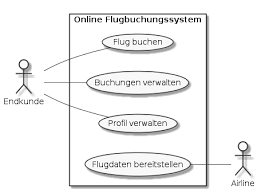 Online Flugbuchungssystem
Flug buchen
Buchungen verwalten
Endkunde
Profil verwalten
Flugdaten bereitstellen
Airline